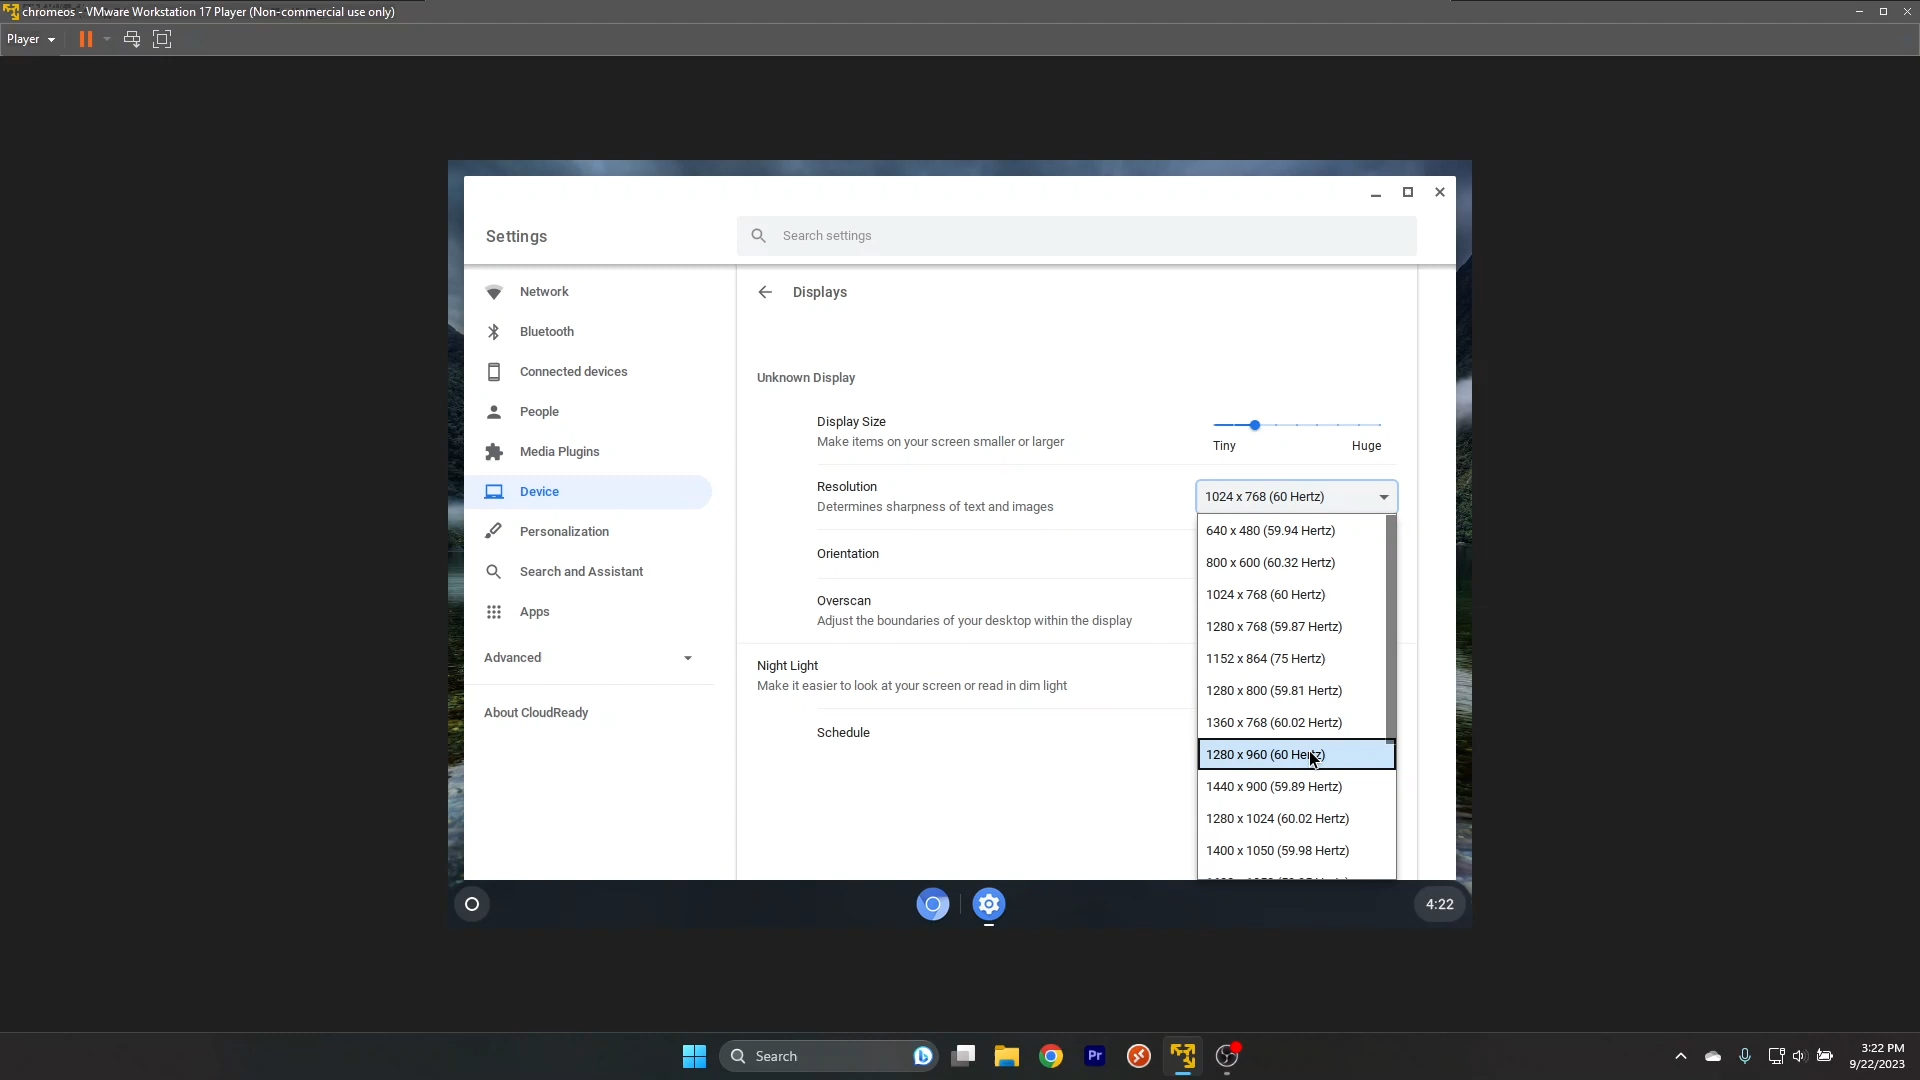 chromeos - VMware Workstation 17 Player (Non-commercial use only)
Player
Settings
Search settings
Network
Bluetooth
Connected devices
People
Media Plugins
Device
Personalization
Search and Assistant
Apps
Advanced
About CloudReady
Displays
Unknown Display
Display Size
Make items on your screen smaller or larger
Tiny
Huge
Resolution
Determines sharpness of text and images
1024 x 768 (60 Hertz)
640 x 480 (59.94 Hertz)
800 x 600 (60.32 Hertz)
1024 x 768 (60 Hertz)
1280 x 768 (59.87 Hertz)
1152 x 864 (75 Hertz)
1280 x 800 (59.81 Hertz)
1360 x 768 (60.02 Hertz)
1280 x 960 (60 Hertz)
1440 x 900 (59.89 Hertz)
1280 x 1024 (60.02 Hertz)
1400 x 1050 (59.98 Hertz)
Orientation
Overscan
Adjust the boundaries of your desktop within the display
Night Light
Make it easier to look at your screen or read in dim light
Schedule
4:22
Search
Pr
3:22 PM
9/22/2023